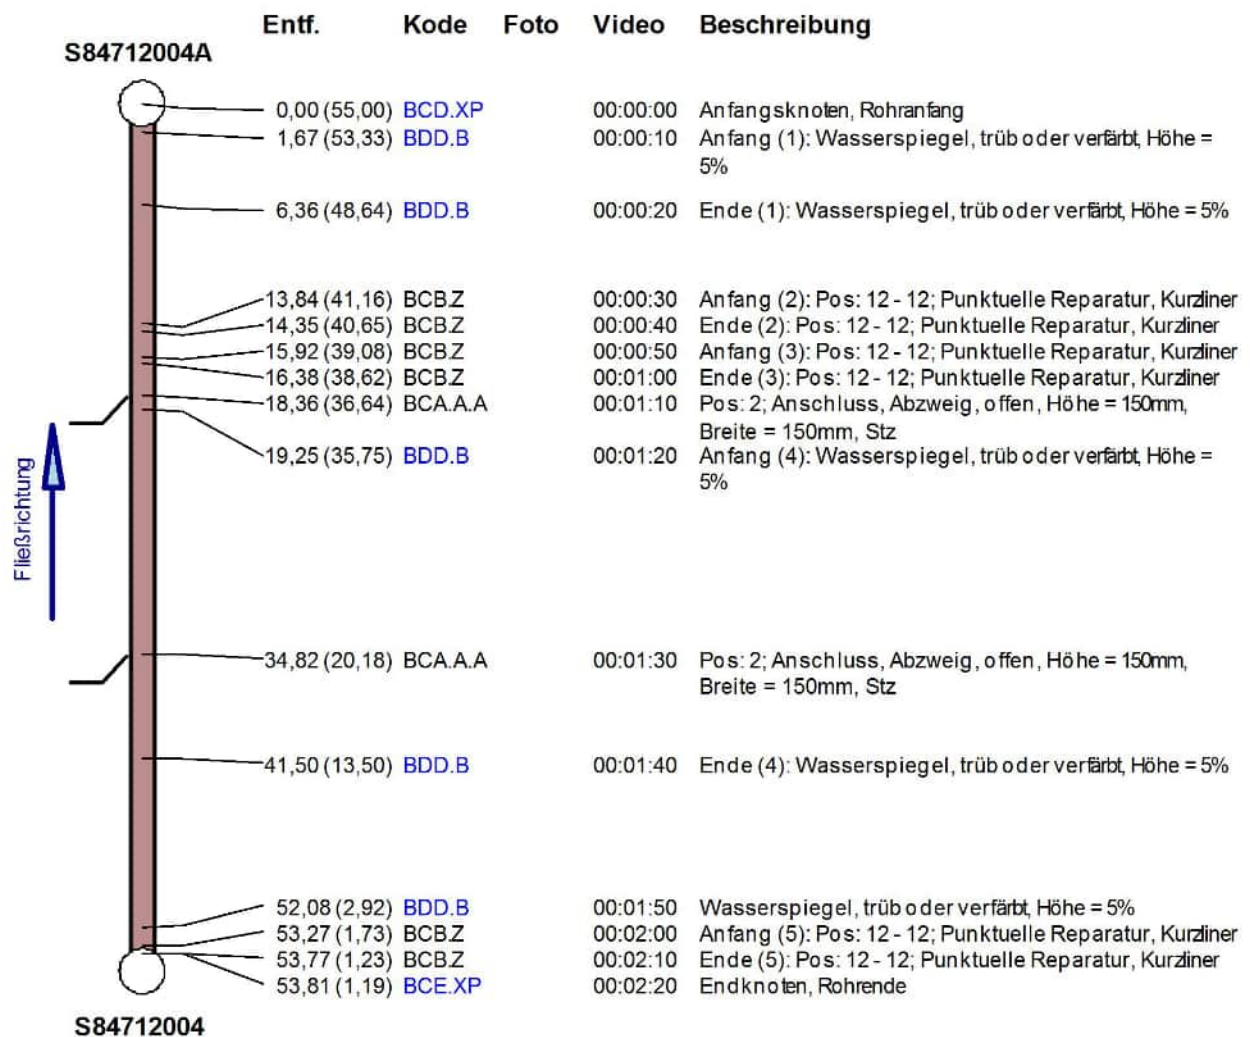 Entf. Kode Foto Video Beschreibung
S84712004A
0,00 (55,00) BCD.XP 00:00:00 Anfangsknoten, Rohranfang
1,67 (53,33) BDD.B 00:00:10 Anfang (1): Wasserspiegel, trüb oder verfärbt, Höhe =
5%
6,36 (48,64) BDD.B 00:00:20 Ende (1): Wasserspiegel, trüb oder verfärbt, Höhe = 5%
13,84 (41,16) BCB.Z 00:00:30 Anfang (2): Pos: 12 - 12; Punktuelle Reparatur, Kurzliner
14,35 (40,65) BCB.Z 00:00:40 Ende (2): Pos: 12 - 12; Punktuelle Reparatur, Kurzliner
15,92 (39,08) BCB.Z 00:00:50 Anfang (3): Pos: 12 - 12; Punktuelle Reparatur, Kurzliner
16,38 (38,62) BCB.Z 00:01:00 Ende (3): Pos: 12 - 12; Punktuelle Reparatur, Kurzliner
18,36 (36,64) BCA.A.A 00:01:10 Pos: 2; Anschluss, Abzweig, offen, Höhe = 150mm,
Breite = 150mm, Stz
19,25 (35,75) BDD.B 00:01:20 Anfang (4): Wasserspiegel, trüb oder verfärbt, Höhe =
5%
Fließrichtung
34,82 (20,18) BCA.A.A 00:01:30 Pos: 2; Anschluss, Abzweig, offen, Höhe = 150mm,
Breite = 150mm, Stz
41,50 (13,50) BDD.B 00:01:40 Ende (4): Wasserspiegel, trüb oder verfärbt, Höhe = 5%
52,08 (2,92) BDD.B 00:01:50 Wasserspiegel, trüb oder verfärbt, Höhe = 5%
53,27 (1,73) BCB.Z 00:02:00 Anfang (5): Pos: 12 - 12; Punktuelle Reparatur, Kurzliner
53,77 (1,23) BCB.Z 00:02:10 Ende (5): Pos: 12 - 12; Punktuelle Reparatur, Kurzliner
53,81 (1,19) BCE.XP 00:02:20 Endknoten, Rohrende
S84712004